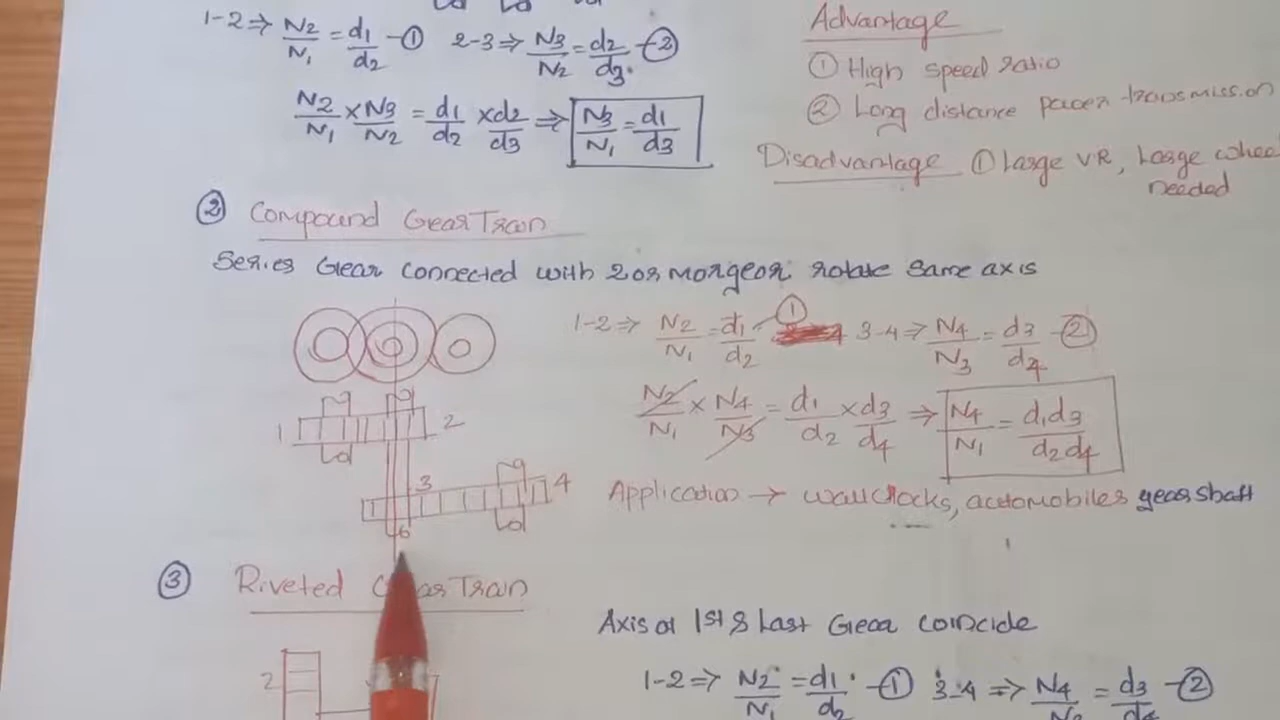 1-2 ⇒ N2/N1 = d1/d2 -① 2-3 ⇒ N3/N2 = d2/d3 -②
N2/N1 × N3/N2 = d1/d2 × d2/d3 ⇒ N3/N1 = d1/d3
Advantage
① High speed ratio
② Long distance power transmission
Disadvantage ① Large VR, Large whee
needed
② Compound Gear Train
Series Gear connected with 2 or
rotate same axis
1-2 ⇒ N2/N1 = d1/d2 -① 3-4 ⇒ N4/N3 = d3/d4 -②
N2/N1 × N4/N3 = d1/d2 × d3/d4 ⇒ N4/N1 = d1d3/d2d4
1 2
3 4
Application → wall clocks, automobiles gear shaft
③ Riveted Gear Train
Axis of 1st & Last Gear coincide
2
1-2 ⇒ N2/N1 = d1/d2 -① 3-4 ⇒ N4/N3 = d3/d4 -②